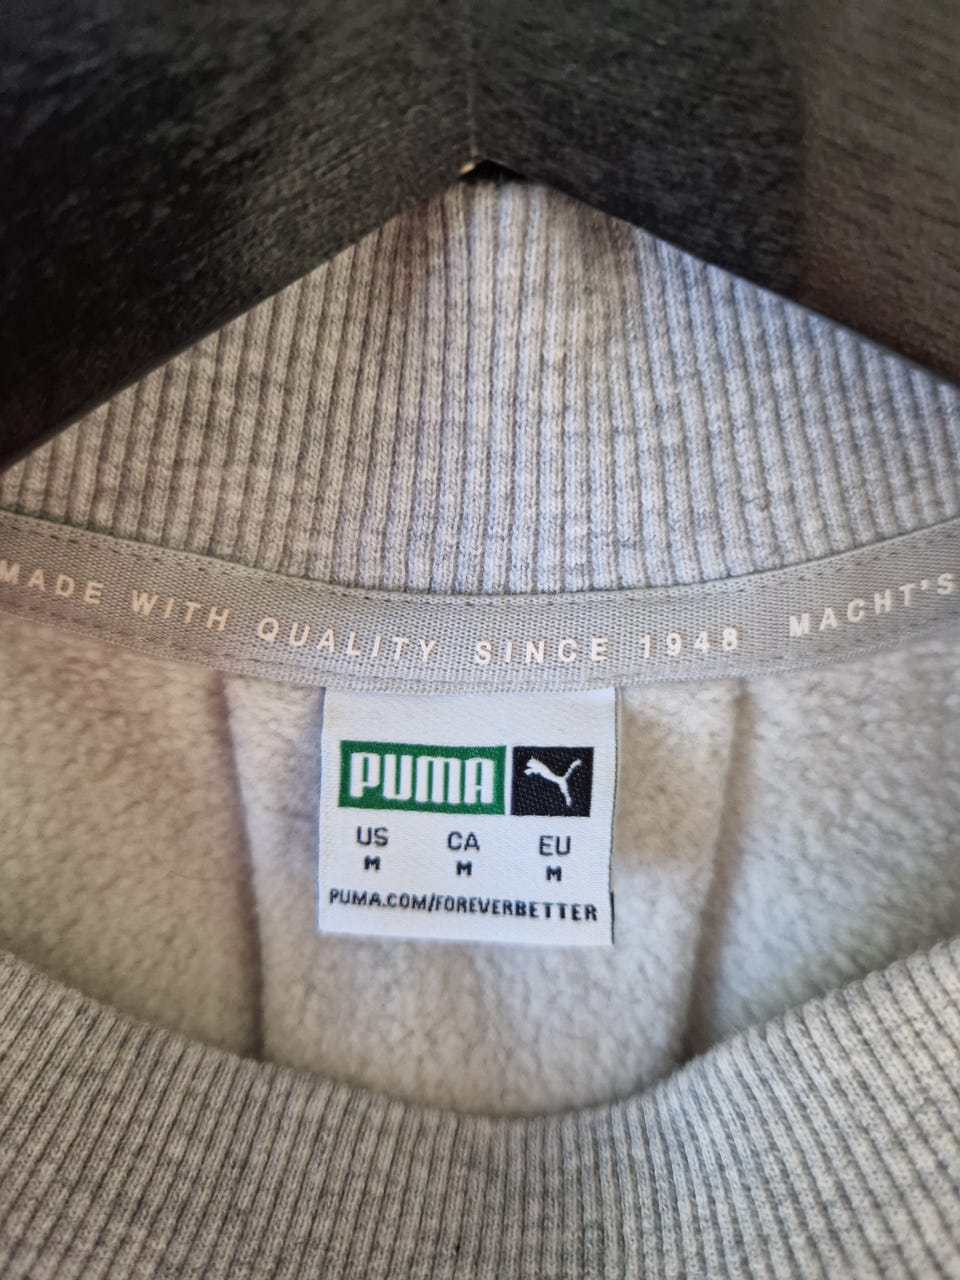 MADE WITH QUALITY SINCE 1948 MACHT'S
PUMA
US CA EU
M M M
PUMA.COM/FOREVERBETTER